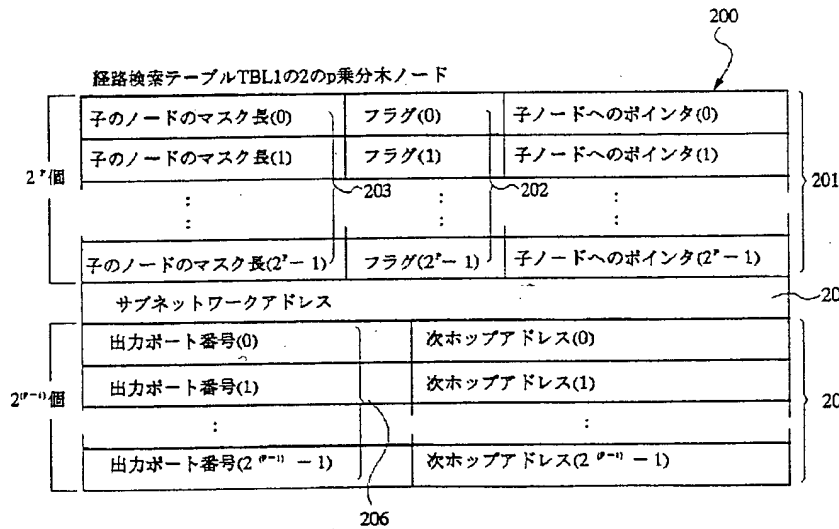 200
経路検索テーブルTBL1の2のp乗分木ノード
子のノードのマスク長(0) フラグ(0) 子ノードへのポインタ(0)
子のノードのマスク長(1) フラグ(1) 子ノードへのポインタ(1)
2ᵖ個 203 202 201
: : :
: : :
子のノードのマスク長(2ᵖ－1) フラグ(2ᵖ－1) 子ノードへのポインタ(2ᵖ－1)
サブネットワークアドレス 20
出力ポート番号(0) 次ホップアドレス(0)
2⁽ᵖ⁻¹⁾個 出力ポート番号(1) 次ホップアドレス(1) 20
: :
出力ポート番号(2⁽ᵖ⁻¹⁾－1) 次ホップアドレス(2⁽ᵖ⁻¹⁾－1)
206